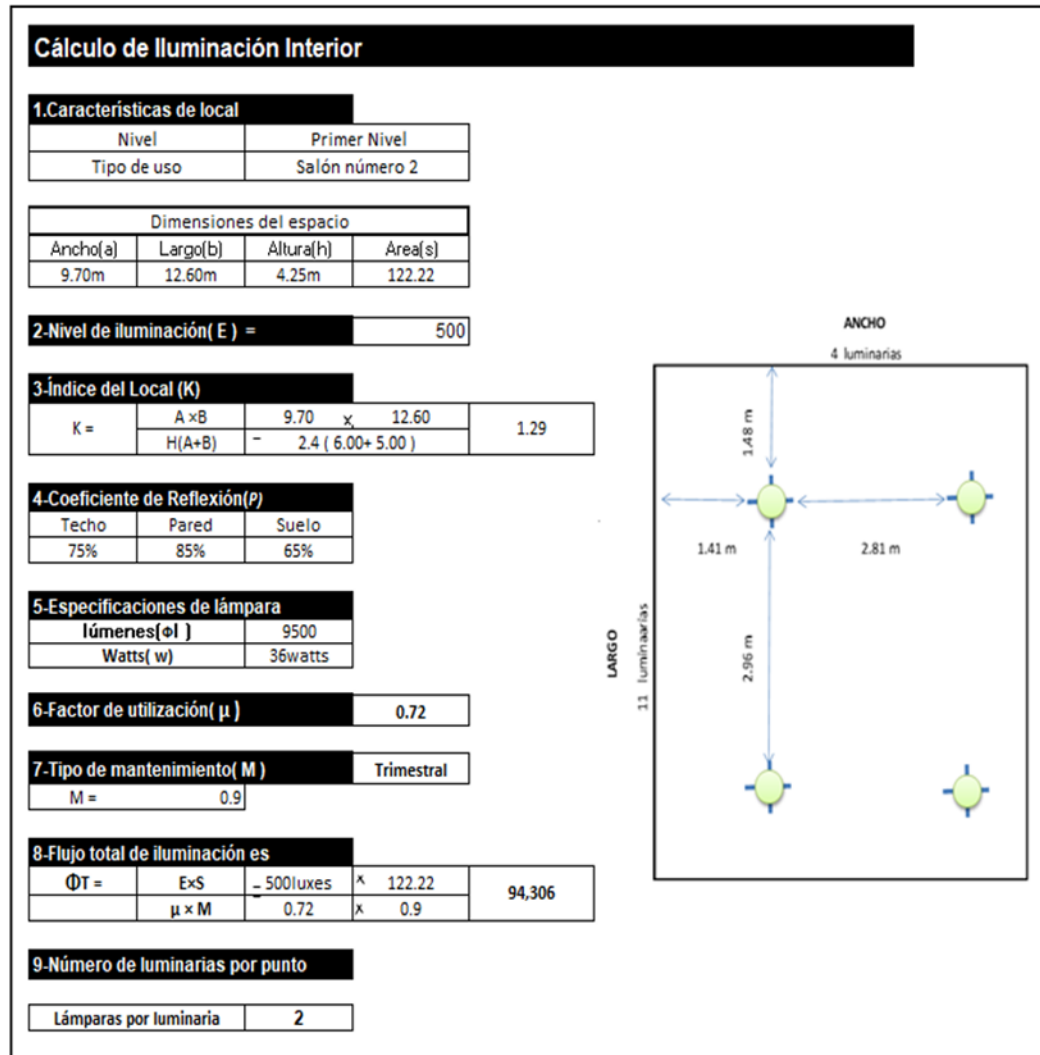 Cálculo de Iluminación Interior
1.Características de local
Nivel Primer Nivel
Tipo de uso Salón número 2
Dimensiones del espacio
Ancho(a) Largo(b) Altura(h) Area(s)
9.70m 12.60m 4.25m 122.22
2-Nivel de iluminación( E ) = 500
3-Índice del Local (K)
K = A ×B 9.70 x 12.60 1.29
H(A+B) = 2.4 ( 6.00+ 5.00 )
4-Coeficiente de Reflexión(P)
Techo Pared Suelo
75% 85% 65%
5-Especificaciones de lámpara
lúmenes(Φl ) 9500
Watts( w) 36watts
6-Factor de utilización( µ ) 0.72
7-Tipo de mantenimiento( M ) Trimestral
M = 0.9
8-Flujo total de iluminación es
ΦT = E×S = 500luxes x 122.22 94,306
µ × M 0.72 x 0.9
9-Número de luminarias por punto
Lámparas por luminaria 2
ANCHO
4 luminarias
1.48 m
1.41 m 2.81 m
2.96 m
LARGO
11 luminaarias